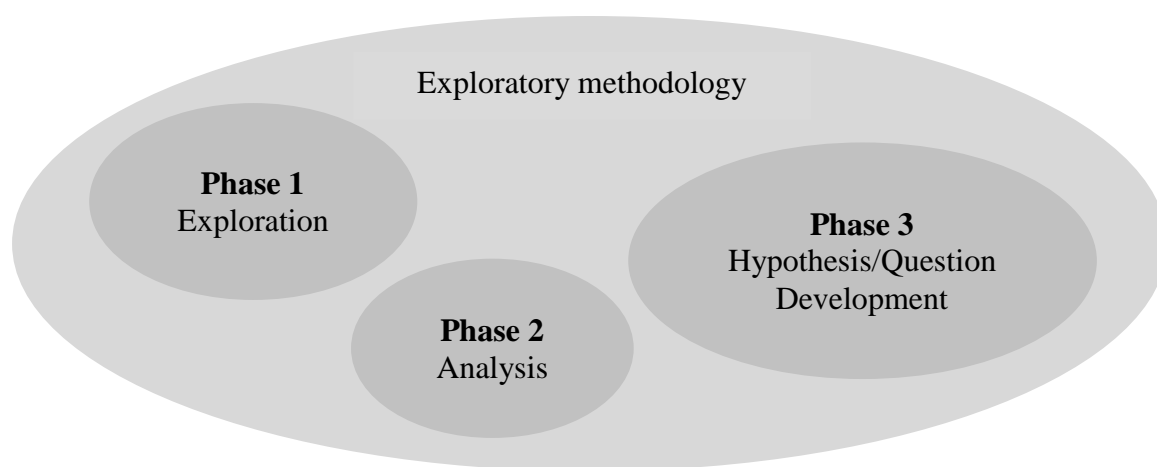 Exploratory methodology
Phase 1
Exploration
Phase 2
Analysis
Phase 3
Hypothesis/Question
Development